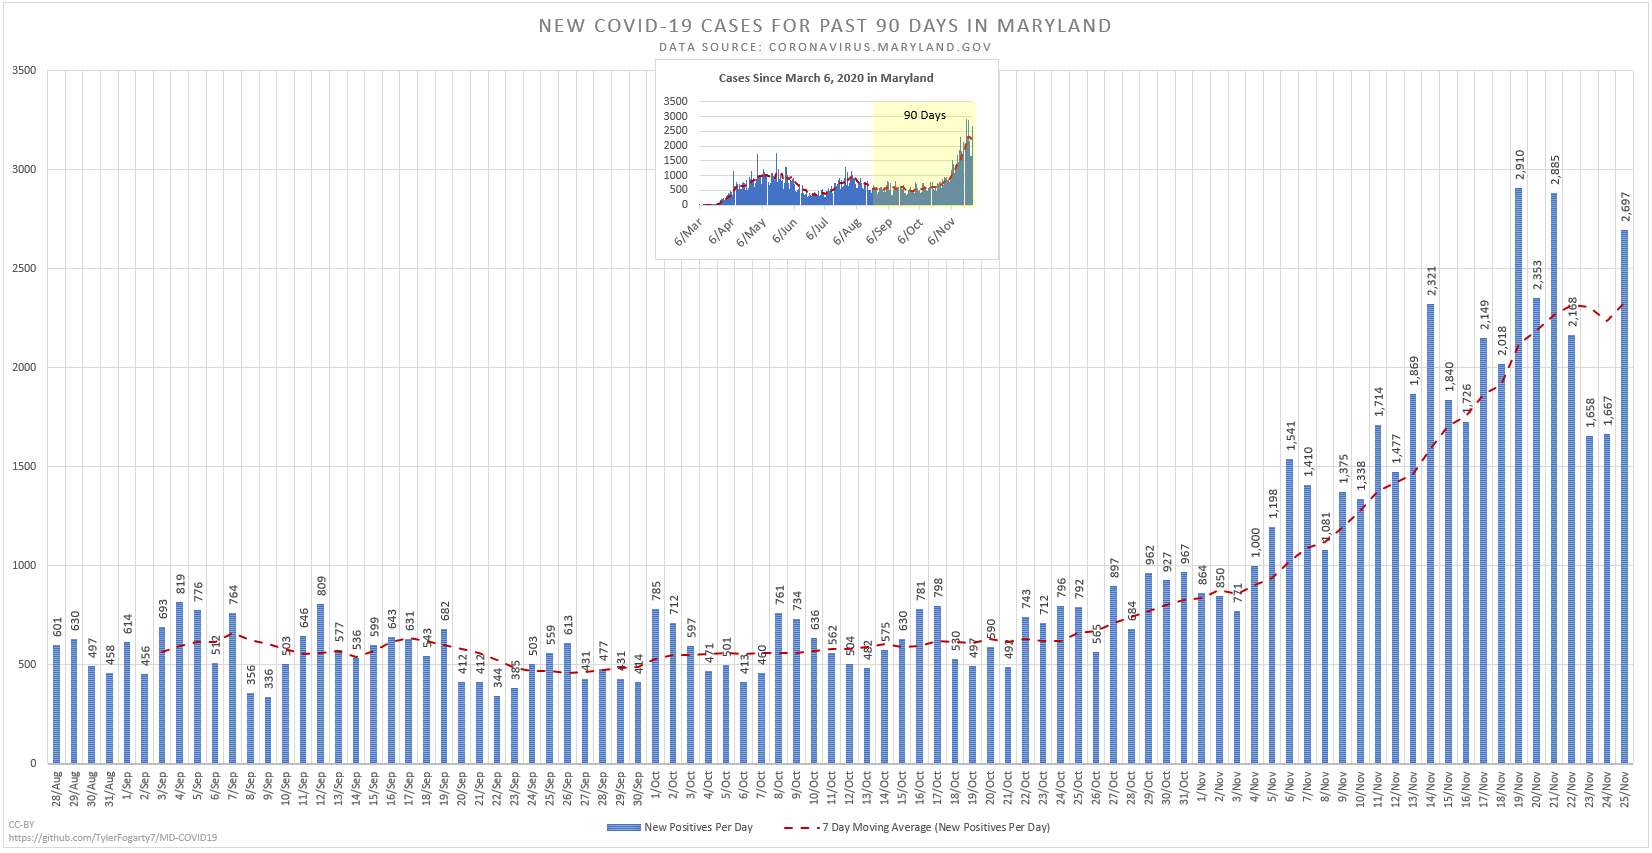 NEW COVID-19 CASES FOR PAST 90 DAYS IN MARYLAND
DATA SOURCE: CORONAVIRUS.MARYLAND.GOV
Cases Since March 6, 2020 in Maryland
90 Days
3500
3000
2500
2000
1500
1000
500
0
6/Mar 6/Apr 6/May 6/Jun 6/Jul 6/Aug 6/Sep 6/Oct 6/Nov
3500
3000
2500
2000
1500
1000
500
0
601 630 497 458 614 456 693 819 776 512 764 356 336 503 646 809 577 536 599 643 631 543 682 412 412 344 385 503 559 613 431 477 431 414 785 712 597 471 501 413 460 761 734 636 562 504 482 575 630 781 798 530 497 590 492 743 712 796 792 565 897 684 962 927 967 864 850 771 1,000 1,198 1,541 1,410 1,081 1,375 1,338 1,714 1,477 1,869 2,321 1,840 1,726 2,149 2,018 2,910 2,353 2,885 2,168 1,658 1,667 2,697
28/Aug 29/Aug 30/Aug 31/Aug 1/Sep 2/Sep 3/Sep 4/Sep 5/Sep 6/Sep 7/Sep 8/Sep 9/Sep 10/Sep 11/Sep 12/Sep 13/Sep 14/Sep 15/Sep 16/Sep 17/Sep 18/Sep 19/Sep 20/Sep 21/Sep 22/Sep 23/Sep 24/Sep 25/Sep 26/Sep 27/Sep 28/Sep 29/Sep 30/Sep 1/Oct 2/Oct 3/Oct 4/Oct 5/Oct 6/Oct 7/Oct 8/Oct 9/Oct 10/Oct 11/Oct 12/Oct 13/Oct 14/Oct 15/Oct 16/Oct 17/Oct 18/Oct 19/Oct 20/Oct 21/Oct 22/Oct 23/Oct 24/Oct 25/Oct 26/Oct 27/Oct 28/Oct 29/Oct 30/Oct 31/Oct 1/Nov 2/Nov 3/Nov 4/Nov 5/Nov 6/Nov 7/Nov 8/Nov 9/Nov 10/Nov 11/Nov 12/Nov 13/Nov 14/Nov 15/Nov 16/Nov 17/Nov 18/Nov 19/Nov 20/Nov 21/Nov 22/Nov 23/Nov 24/Nov 25/Nov
New Positives Per Day 7 Day Moving Average (New Positives Per Day)
CC-BY
https://github.com/TylerFogarty7/MD-COVID19